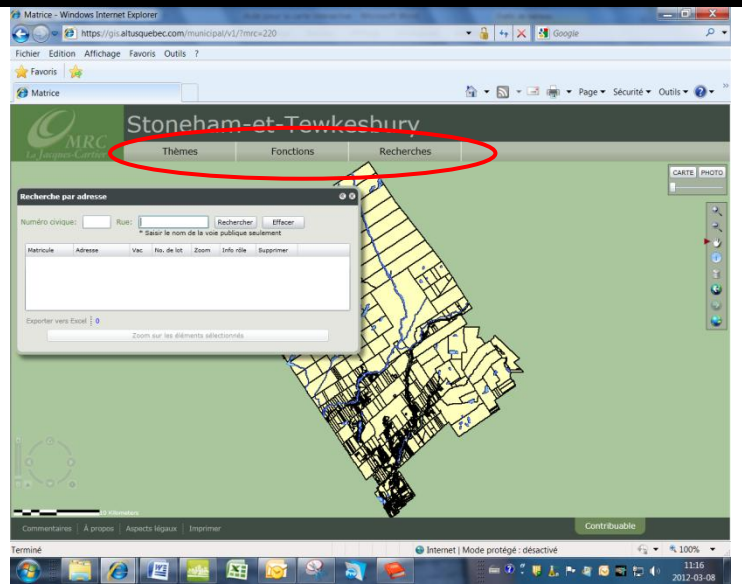 Matrice - Windows Internet Explorer
https://gis.altusquebec.com/municipal/v1/?mrc=220
Google
Fichier Edition Affichage Favoris Outils ?
Favoris
Matrice
Page Sécurité Outils
MRC
La Jacques-Cartier
Stoneham-et-Tewkesbury
Thèmes Fonctions Recherches
CARTE PHOTO
Recherche par adresse
Numéro civique: Rue: Rechercher Effacer
* Saisir le nom de la voie publique seulement
Matricule Adresse Vac No. de lot Zoom Info rôle Supprimer
Exporter vers Excel 0
Zoom sur les éléments sélectionnés
Commentaires À propos Aspects légaux Imprimer
Contribuable
Terminé
Internet | Mode protégé : désactivé
100%
11:16
2012-03-08